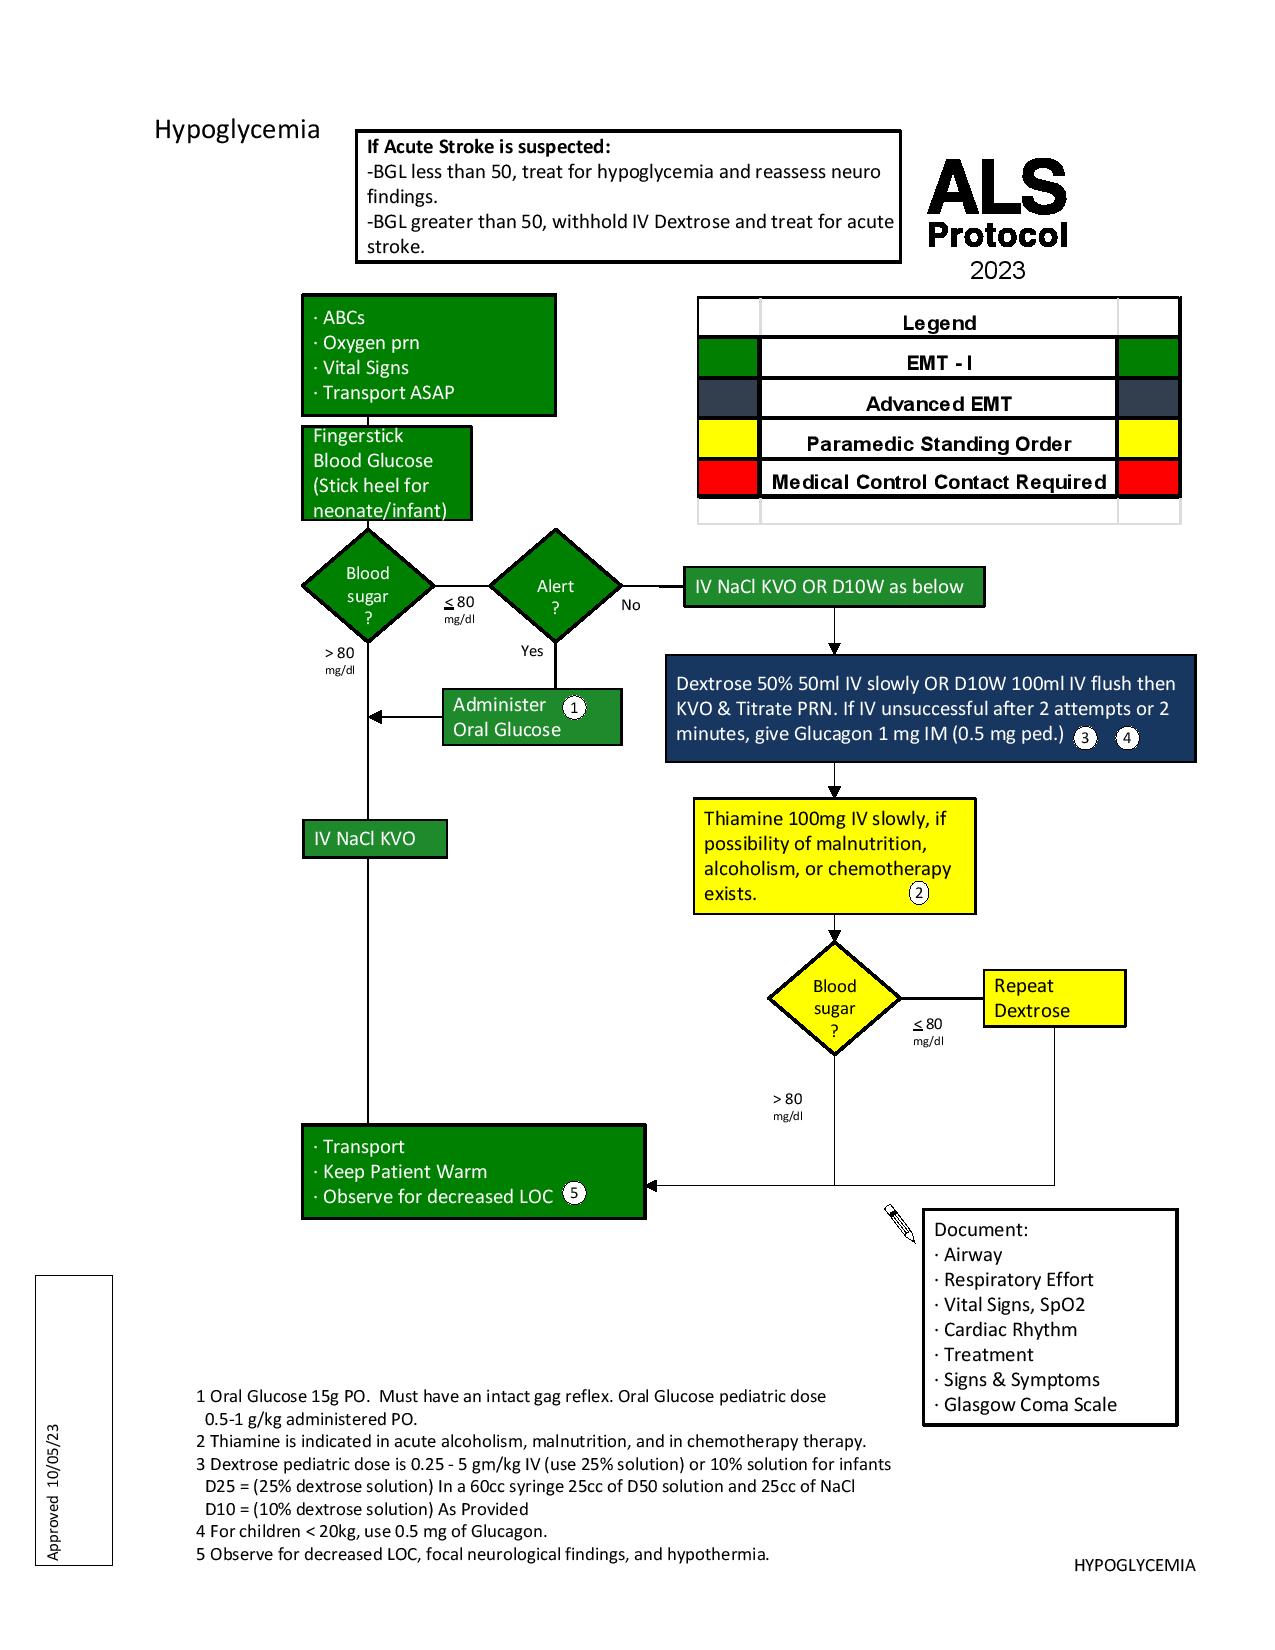 Hypoglycemia
If Acute Stroke is suspected:
-BGL less than 50, treat for hypoglycemia and reassess neuro
findings.
-BGL greater than 50, withhold IV Dextrose and treat for acute
stroke.
ALS
Protocol
2023
· ABCs
· Oxygen prn
· Vital Signs
· Transport ASAP
Legend
EMT - I
Advanced EMT
Paramedic Standing Order
Medical Control Contact Required
Fingerstick
Blood Glucose
(Stick heel for
neonate/infant)
Blood
sugar
?
≤ 80
mg/dl
Alert
?
No
IV NaCl KVO OR D10W as below
> 80
mg/dl
Yes
Administer 1
Oral Glucose
Dextrose 50% 50ml IV slowly OR D10W 100ml IV flush then
KVO & Titrate PRN. If IV unsuccessful after 2 attempts or 2
minutes, give Glucagon 1 mg IM (0.5 mg ped.) 3 4
IV NaCl KVO
Thiamine 100mg IV slowly, if
possibility of malnutrition,
alcoholism, or chemotherapy
exists. 2
Blood
sugar
?
≤ 80
mg/dl
Repeat
Dextrose
> 80
mg/dl
· Transport
· Keep Patient Warm
· Observe for decreased LOC 5
Document:
· Airway
· Respiratory Effort
· Vital Signs, SpO2
· Cardiac Rhythm
· Treatment
· Signs & Symptoms
· Glasgow Coma Scale
1 Oral Glucose 15g PO.  Must have an intact gag reflex. Oral Glucose pediatric dose
0.5-1 g/kg administered PO.
2 Thiamine is indicated in acute alcoholism, malnutrition, and in chemotherapy therapy.
3 Dextrose pediatric dose is 0.25 - 5 gm/kg IV (use 25% solution) or 10% solution for infants
D25 = (25% dextrose solution) In a 60cc syringe 25cc of D50 solution and 25cc of NaCl
D10 = (10% dextrose solution) As Provided
4 For children < 20kg, use 0.5 mg of Glucagon.
5 Observe for decreased LOC, focal neurological findings, and hypothermia.
Approved 10/05/23
HYPOGLYCEMIA